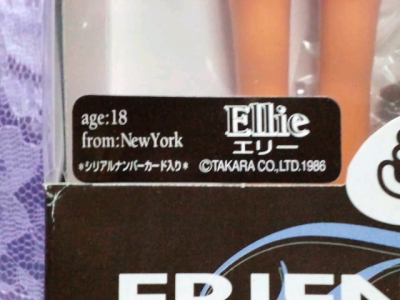 age:18
from:NewYork
*シリアルナンバーカード入り*
Ellie
エリー
©TAKARA CO.,LTD.1986
FRIEN